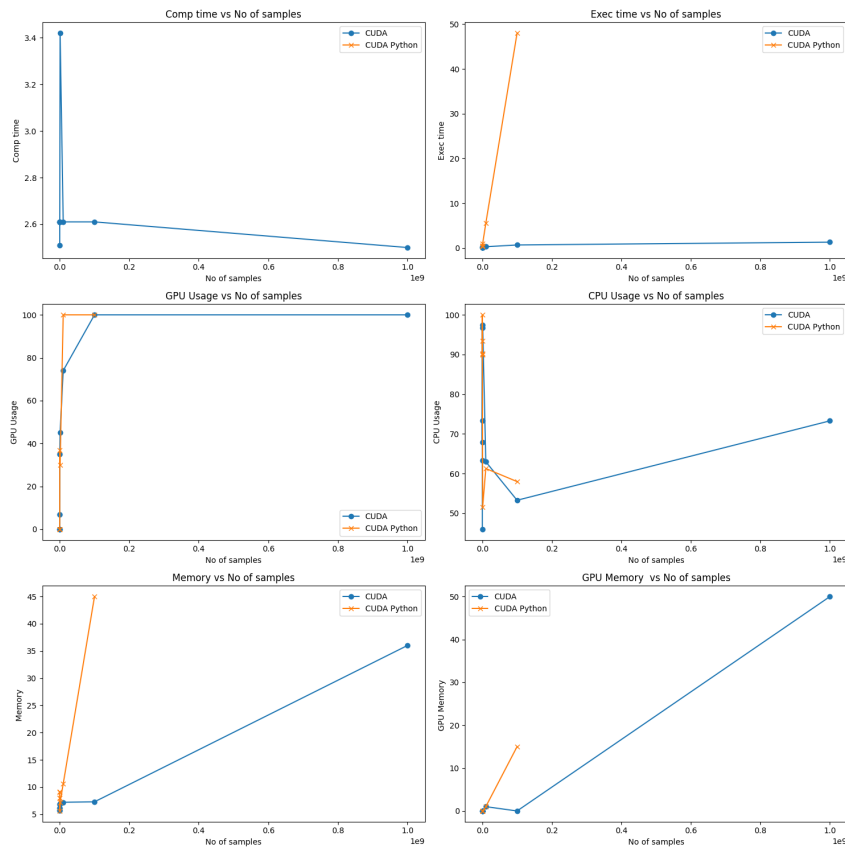 Comp time vs No of samples
Comp time
3.4
3.2
3.0
2.8
2.6
CUDA
CUDA Python
0.0 0.2 0.4 0.6 0.8 1.0
1e9
No of samples
Exec time vs No of samples
Exec time
50
40
30
20
10
0
CUDA
CUDA Python
0.0 0.2 0.4 0.6 0.8 1.0
1e9
No of samples
GPU Usage vs No of samples
GPU Usage
100
80
60
40
20
0
CUDA
CUDA Python
0.0 0.2 0.4 0.6 0.8 1.0
1e9
No of samples
CPU Usage vs No of samples
CPU Usage
100
90
80
70
60
50
CUDA
CUDA Python
0.0 0.2 0.4 0.6 0.8 1.0
1e9
No of samples
Memory vs No of samples
Memory
45
40
35
30
25
20
15
10
5
CUDA
CUDA Python
0.0 0.2 0.4 0.6 0.8 1.0
1e9
No of samples
GPU Memory  vs No of samples
GPU Memory
50
40
30
20
10
0
CUDA
CUDA Python
0.0 0.2 0.4 0.6 0.8 1.0
1e9
No of samples